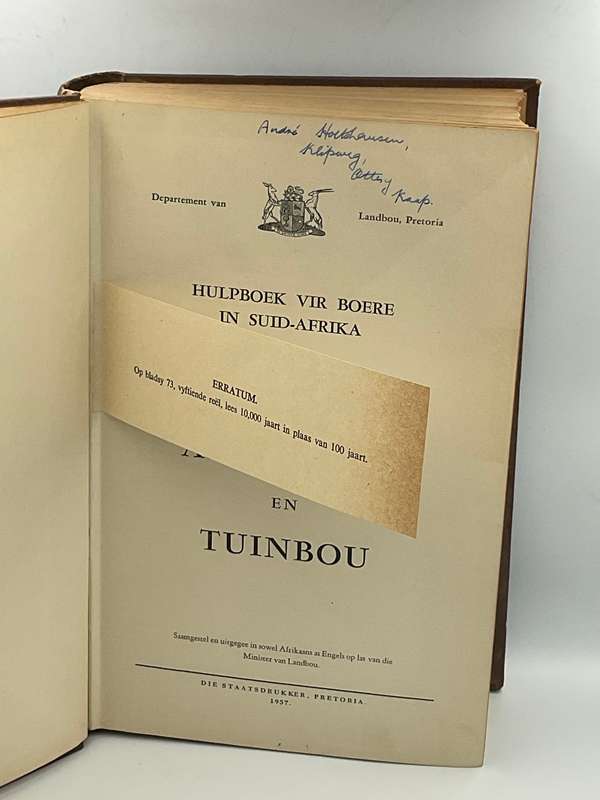 André Holtshausen,
Klipweg,
Ottery
Kaap.
Departement van
Landbou, Pretoria
HULPBOEK VIR BOERE
IN SUID-AFRIKA
ERRATUM.
Op bladsy 73, vyftiende reël, lees 10,000 jaart in plaas van 100 jaart.
EN
TUINBOU
Saamgestel en uitgegee in sowel Afrikaans as Engels op las van die
Minister van Landbou.
DIE STAATSDRUKKER, PRETORIA.
1957.